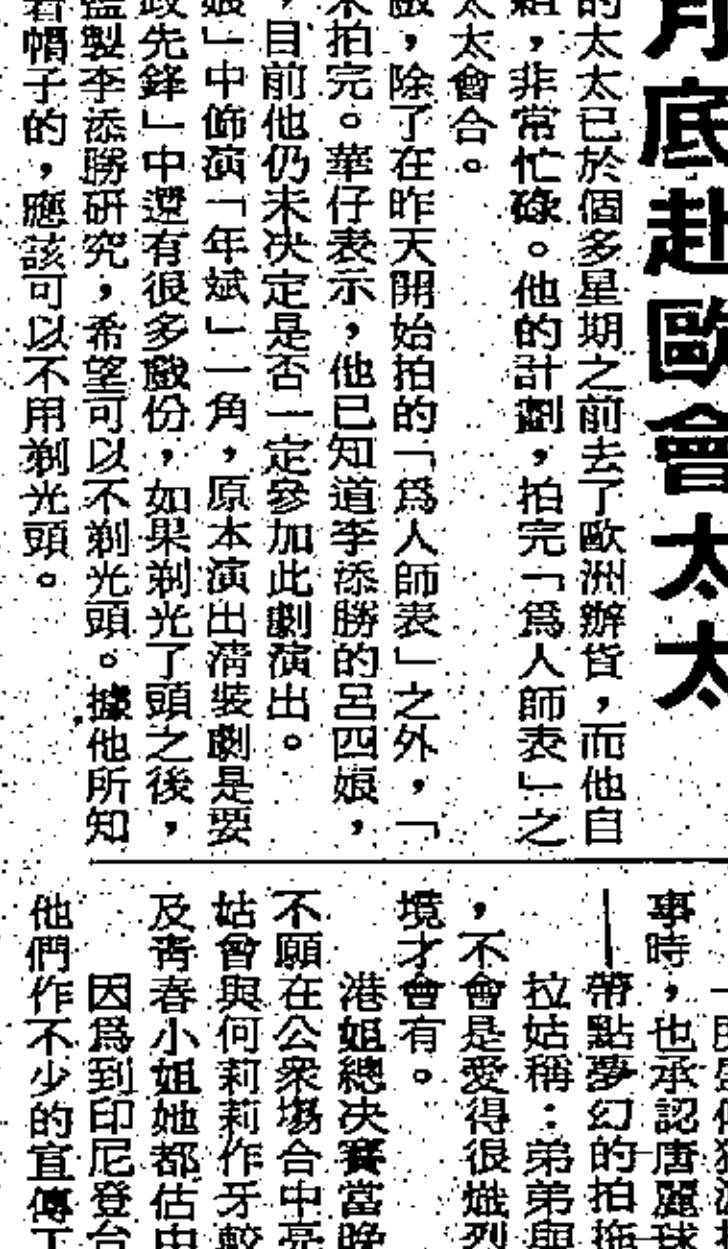 月底赴歐會太太
的太太已於個多星期之前去了歐洲辦貨，而他自
組，非常忙碌。他的計劃，拍完「爲人師表」之
太太會合。
戲，除了在昨天開始拍的「爲人師表」之外，「
未拍完。華仔表示，他已知道李添勝的呂四娘，
，目前他仍未決定是否一定參加此劇演出。
娘」中飾演「年斌」一角，原本演出清裝劇是要
政先鋒」中還有很多戲份，如果剃光了頭之後，
監製李添勝研究，希望可以不剃光頭。據他所知
着帽子的，應該可以不用剃光頭。
事時，也承認唐麗球
│帶點夢幻的拍拖
拉姑稱：弟弟與
，不會是愛得很熾烈
境才會有。
港姐總决賽當晚
不願在公衆塲合中亮
姑會與何莉莉作牙較
及青春小姐她都估中
因爲到印尼登台
他們作不少的宣傳工